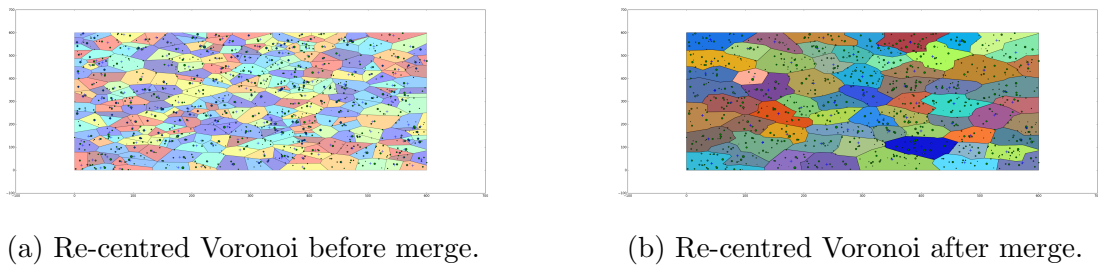 (a) Re-centred Voronoi before merge.
(b) Re-centred Voronoi after merge.